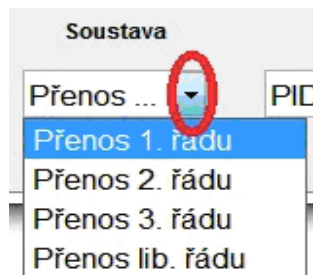 Soustava
Přenos ... PID
Přenos 1. řádu
Přenos 2. řádu
Přenos 3. řádu
Přenos lib. řádu